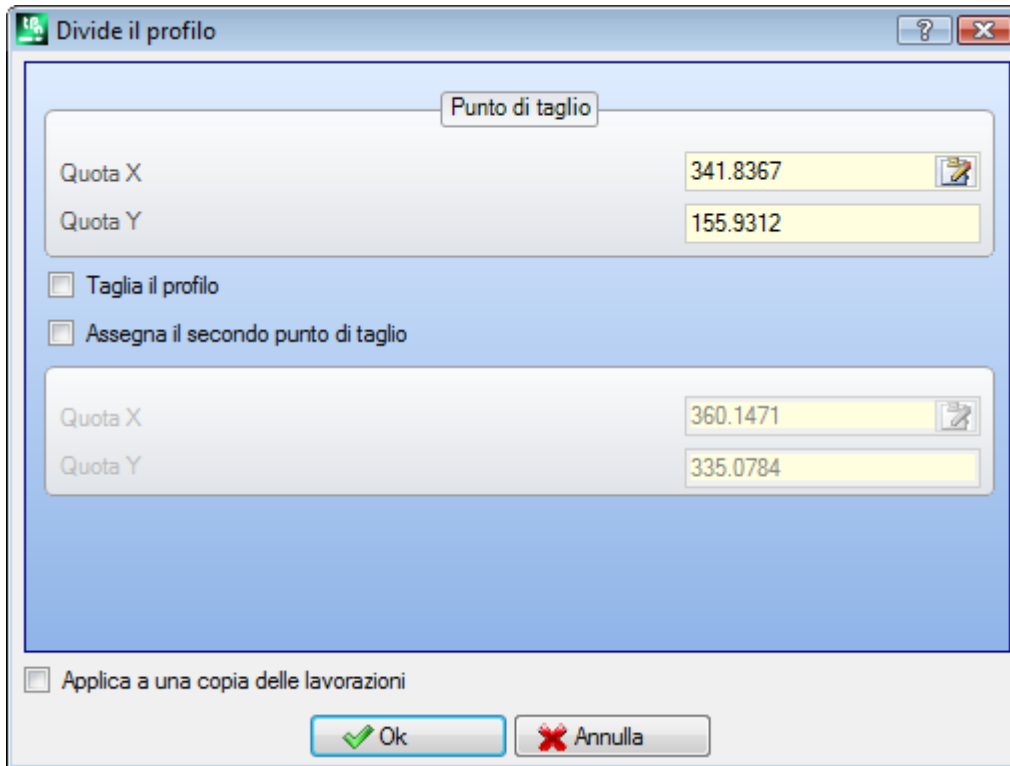 Divide il profilo
Punto di taglio
Quota X 341.8367
Quota Y 155.9312
Taglia il profilo
Assegna il secondo punto di taglio
Quota X 360.1471
Quota Y 335.0784
Applica a una copia delle lavorazioni
Ok Annulla